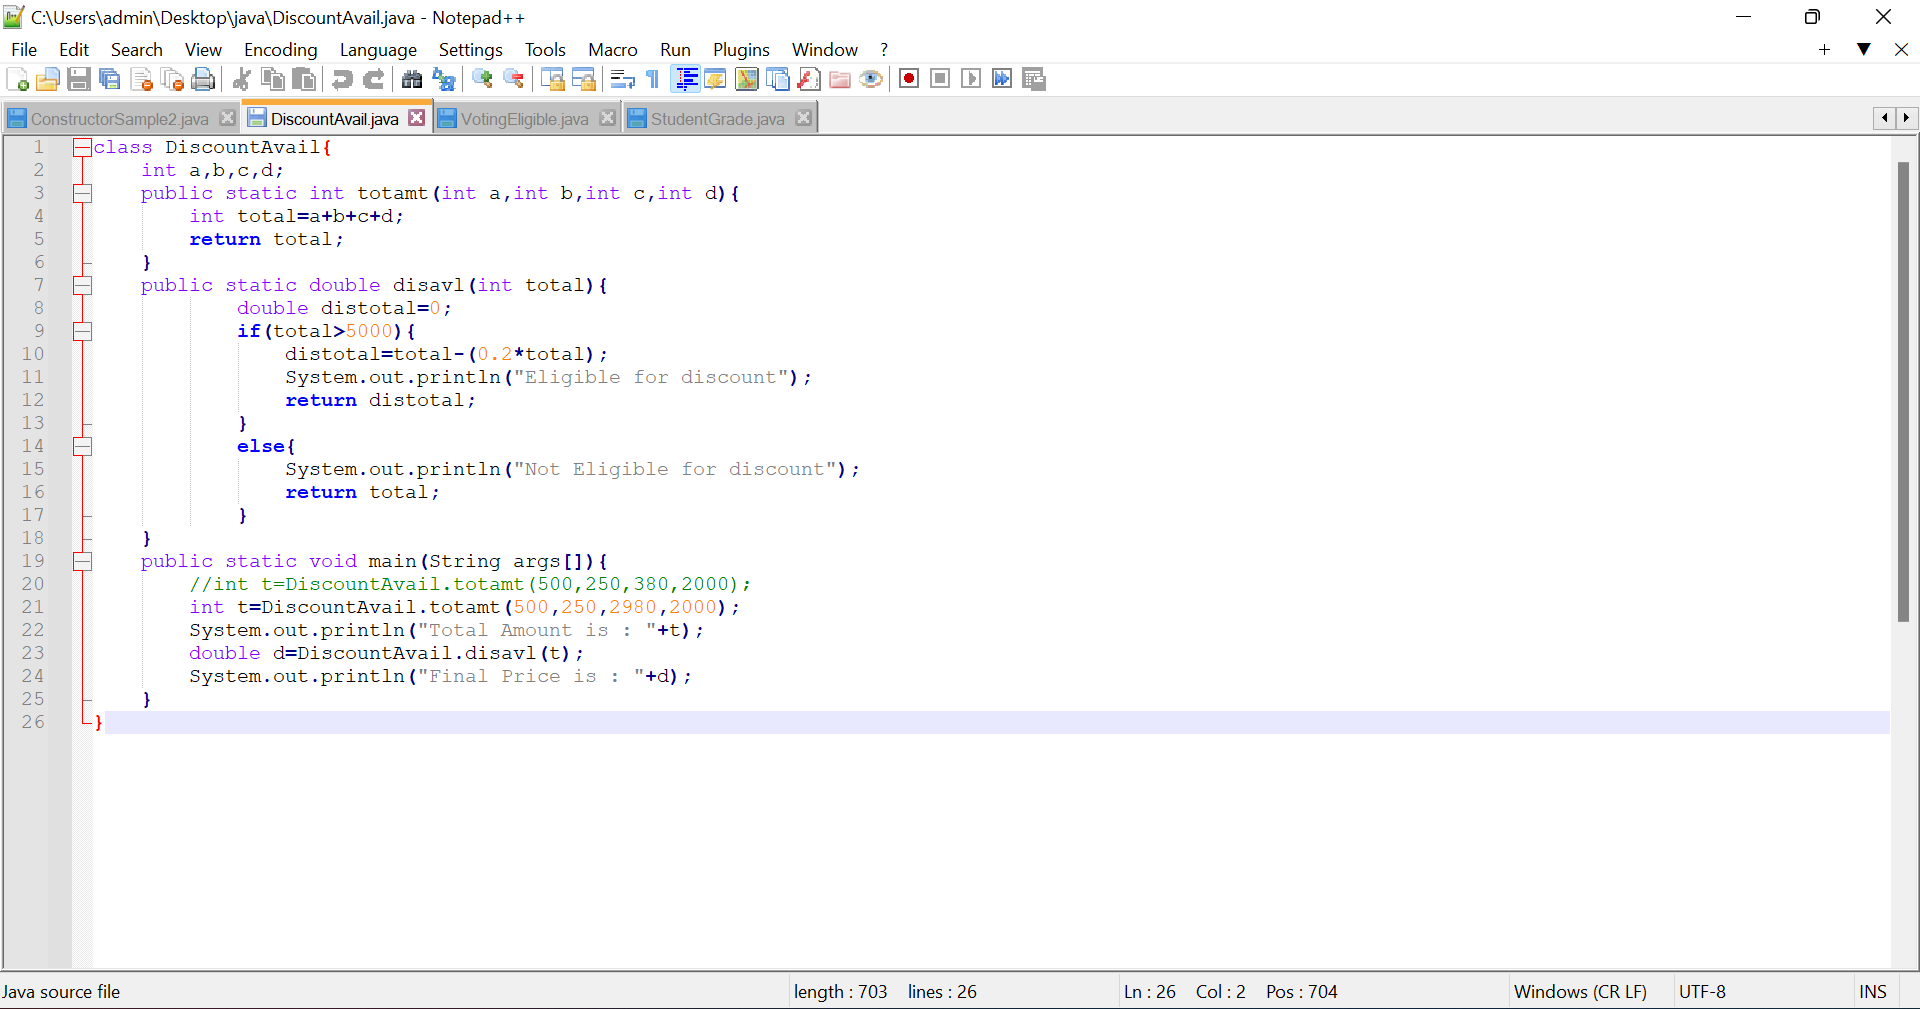 C:\Users\admin\Desktop\java\DiscountAvail.java - Notepad++
File Edit Search View Encoding Language Settings Tools Macro Run Plugins Window ?
ConstructorSample2.java DiscountAvail.java VotingEligible.java StudentGrade.java
1 class DiscountAvail{
2     int a,b,c,d;
3     public static int totamt(int a,int b,int c,int d){
4         int total=a+b+c+d;
5         return total;
6     }
7     public static double disavl(int total){
8             double distotal=0;
9             if(total>5000){
10                 distotal=total-(0.2*total);
11                 System.out.println("Eligible for discount");
12                 return distotal;
13             }
14             else{
15                 System.out.println("Not Eligible for discount");
16                 return total;
17             }
18     }
19     public static void main(String args[]){
20         //int t=DiscountAvail.totamt(500,250,380,2000);
21         int t=DiscountAvail.totamt(500,250,2980,2000);
22         System.out.println("Total Amount is : "+t);
23         double d=DiscountAvail.disavl(t);
24         System.out.println("Final Price is : "+d);
25     }
26 }
Java source file length : 703 lines : 26 Ln : 26 Col : 2 Pos : 704 Windows (CR LF) UTF-8 INS